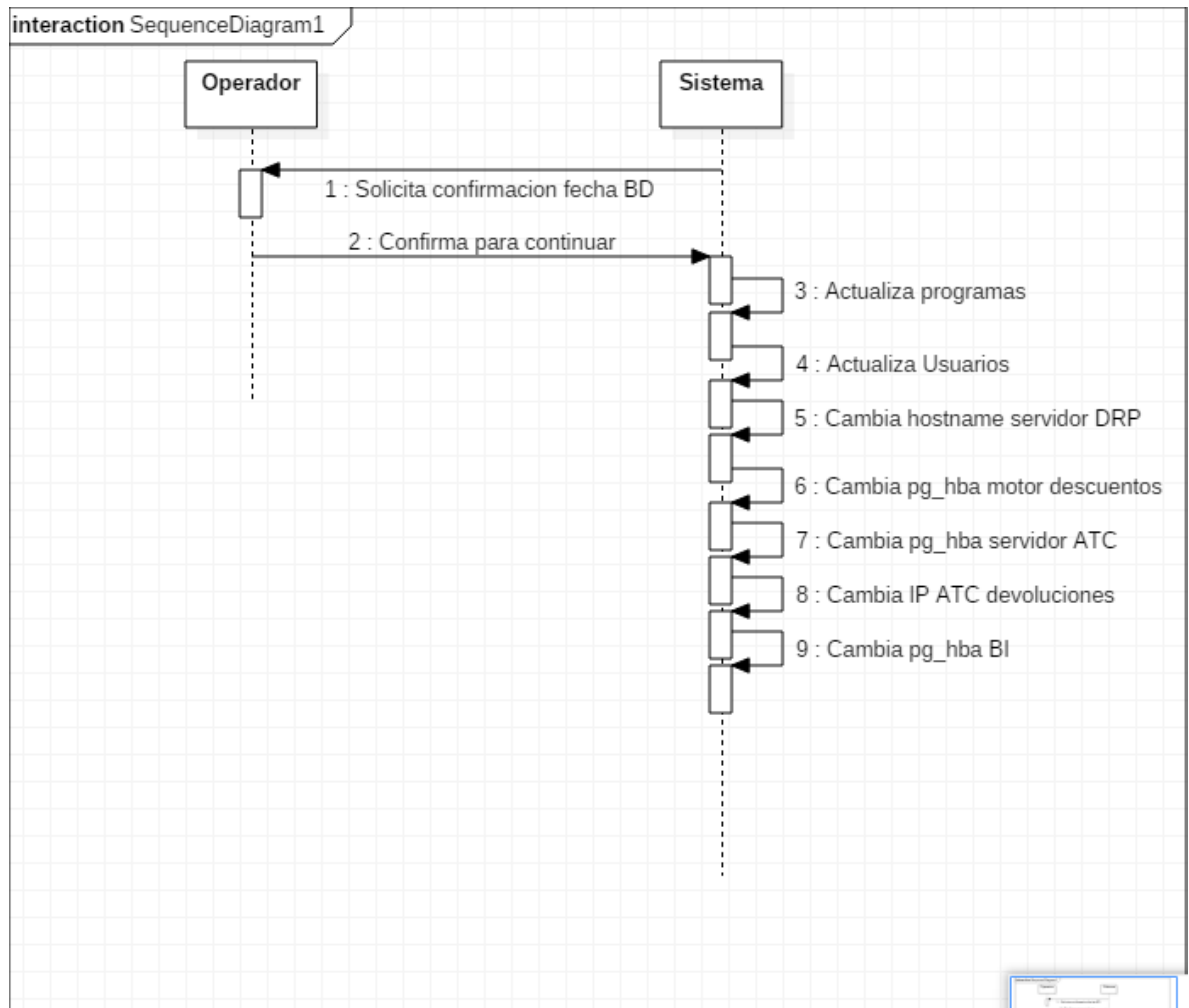 interaction SequenceDiagram1
Operador
Sistema
1 : Solicita confirmacion fecha BD
2 : Confirma para continuar
3 : Actualiza programas
4 : Actualiza Usuarios
5 : Cambia hostname servidor DRP
6 : Cambia pg_hba motor descuentos
7 : Cambia pg_hba servidor ATC
8 : Cambia IP ATC devoluciones
9 : Cambia pg_hba BI